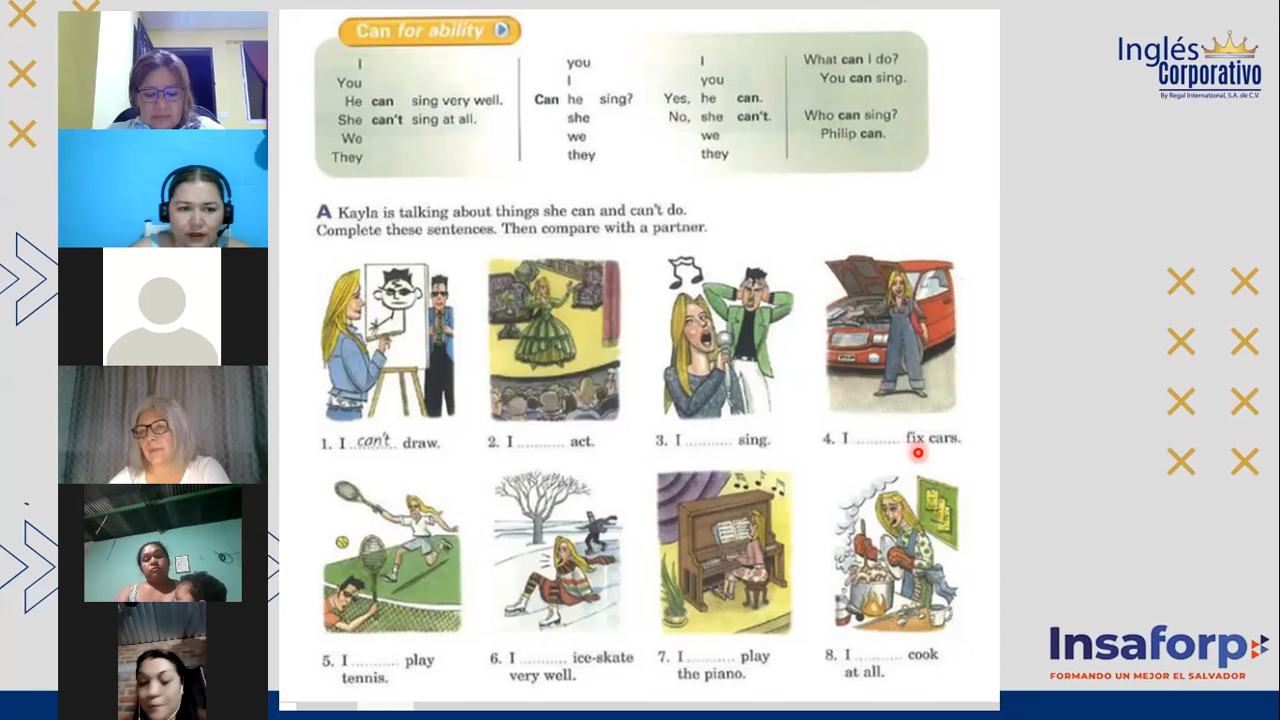 Can for ability
I
You
He can sing very well.
She can't sing at all.
We
They
you
I
Can he sing?
she
we
they
I
you
Yes, he can.
No, she can't.
we
they
What can I do?
You can sing.
Who can sing?
Philip can.
A Kayla is talking about things she can and can't do.
Complete these sentences. Then compare with a partner.
1. I can't draw.
2. I .......... act.
3. I .......... sing.
4. I .......... fix cars.
5. I .......... play
tennis.
6. I .......... ice-skate
very well.
7. I .......... play
the piano.
8. I .......... cook
at all.
Inglés
Corporativo
By Regal International, S.A. de C.V.
Insaforp
FORMANDO UN MEJOR EL SALVADOR